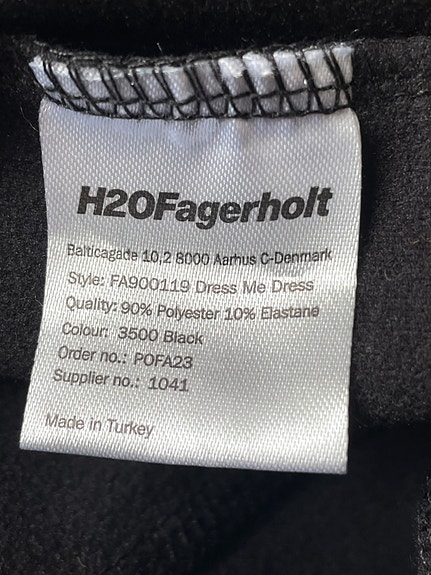 H2OFagerholt
Balticagade 10,2 8000 Aarhus C-Denmark
Style: FA900119 Dress Me Dress
Quality: 90% Polyester 10% Elastane
Colour: 3500 Black
Order no.: POFA23
Supplier no.: 1041
Made in Turkey